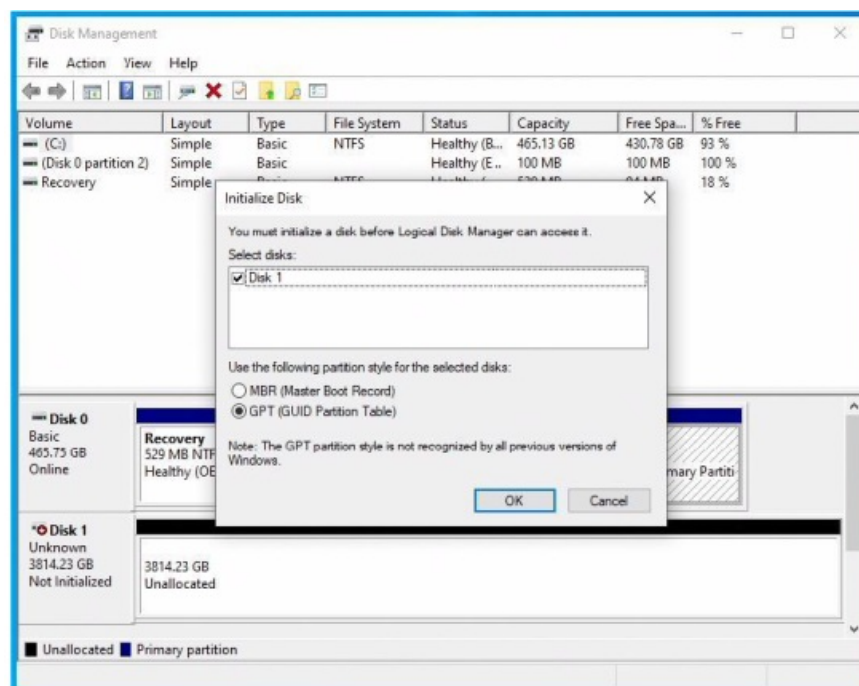 Disk Management
File Action View Help
Volume Layout Type File System Status Capacity Free Spa... % Free
(C:) Simple Basic NTFS Healthy (B... 465.13 GB 430.78 GB 93 %
(Disk 0 partition 2) Simple Basic Healthy (E... 100 MB 100 MB 100 %
Recovery Simple 18 %
Initialize Disk
You must initialize a disk before Logical Disk Manager can access it.
Select disks:
Disk 1
Use the following partition style for the selected disks:
MBR (Master Boot Record)
GPT (GUID Partition Table)
Note: The GPT partition style is not recognized by all previous versions of
Windows.
OK Cancel
Disk 0
Basic
465.75 GB
Online
Recovery
529 MB NTF
Healthy (OE
mary Partiti
Disk 1
Unknown
3814.23 GB
Not Initialized
3814.23 GB
Unallocated
Unallocated Primary partition